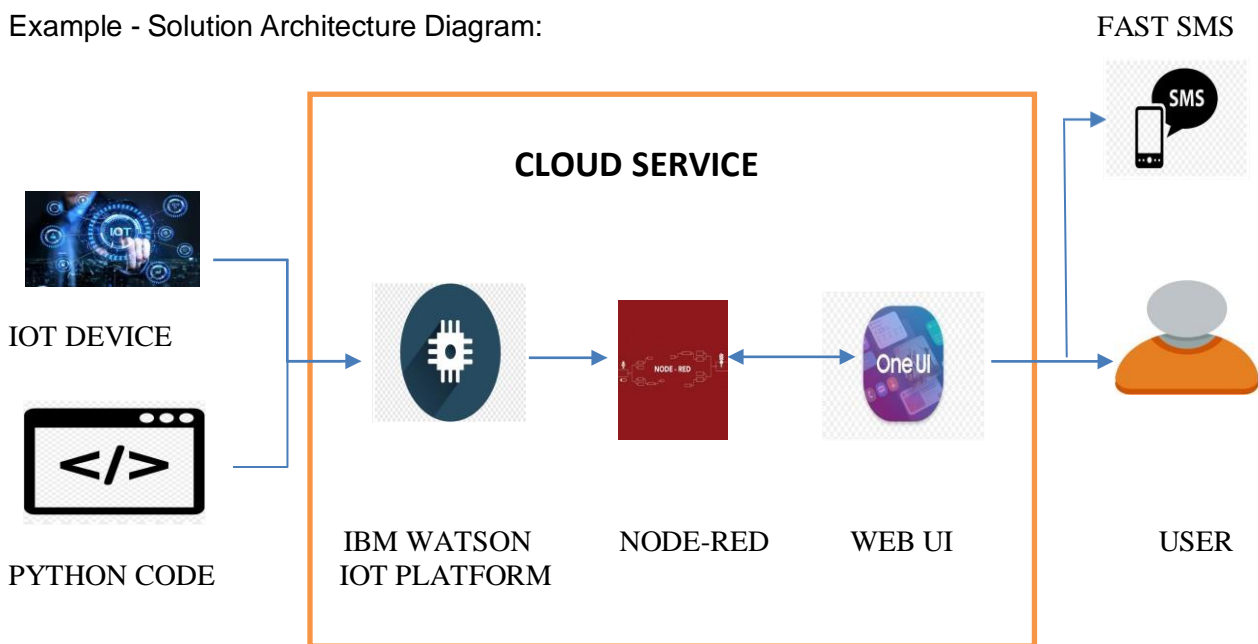 Example - Solution Architecture Diagram:
FAST SMS
SMS
CLOUD SERVICE
IOT
IOT DEVICE
NODE - RED
One UI
</>
IBM WATSON
IOT PLATFORM
NODE-RED
WEB UI
USER
PYTHON CODE